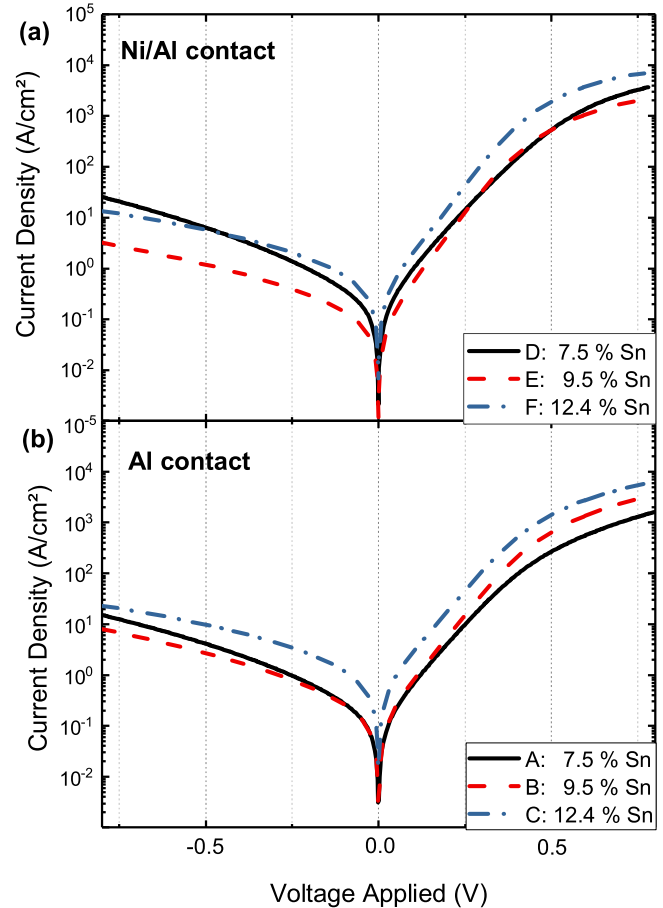 (a)
Ni/Al contact
Current Density (A/cm²)
10⁵
10⁴
10³
10²
10¹
10⁰
10⁻¹
10⁻²
10⁻⁵
D: 7.5 % Sn
E: 9.5 % Sn
F: 12.4 % Sn
(b)
Al contact
Current Density (A/cm²)
10⁴
10³
10²
10¹
10⁰
10⁻¹
10⁻²
A: 7.5 % Sn
B: 9.5 % Sn
C: 12.4 % Sn
-0.5
0.0
0.5
Voltage Applied (V)